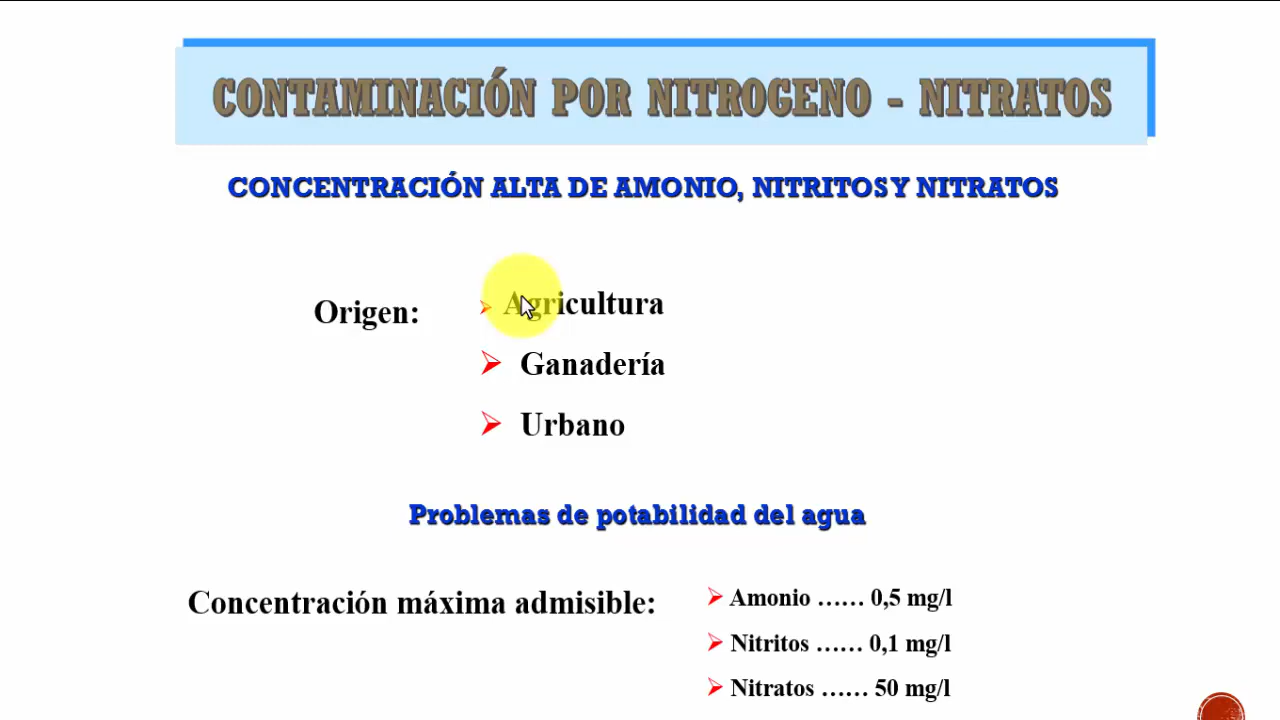 CONTAMINACIÓN POR NITROGENO - NITRATOS
CONCENTRACIÓN ALTA DE AMONIO, NITRITOS Y NITRATOS
Origen:
Agricultura
Ganadería
Urbano
Problemas de potabilidad del agua
Concentración máxima admisible:
Amonio ...... 0,5 mg/l
Nitritos ...... 0,1 mg/l
Nitratos ...... 50 mg/l